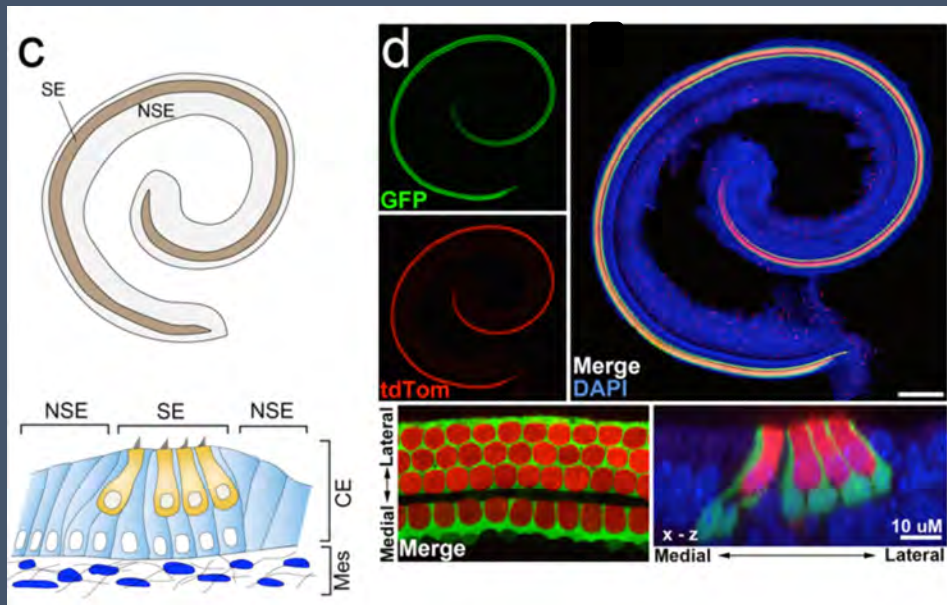 c
SE
NSE
NSE
SE
NSE
CE
Mes
d
GFP
tdTom
Merge
DAPI
Medial
Lateral
Merge
x - z
10 uM
Medial
Lateral